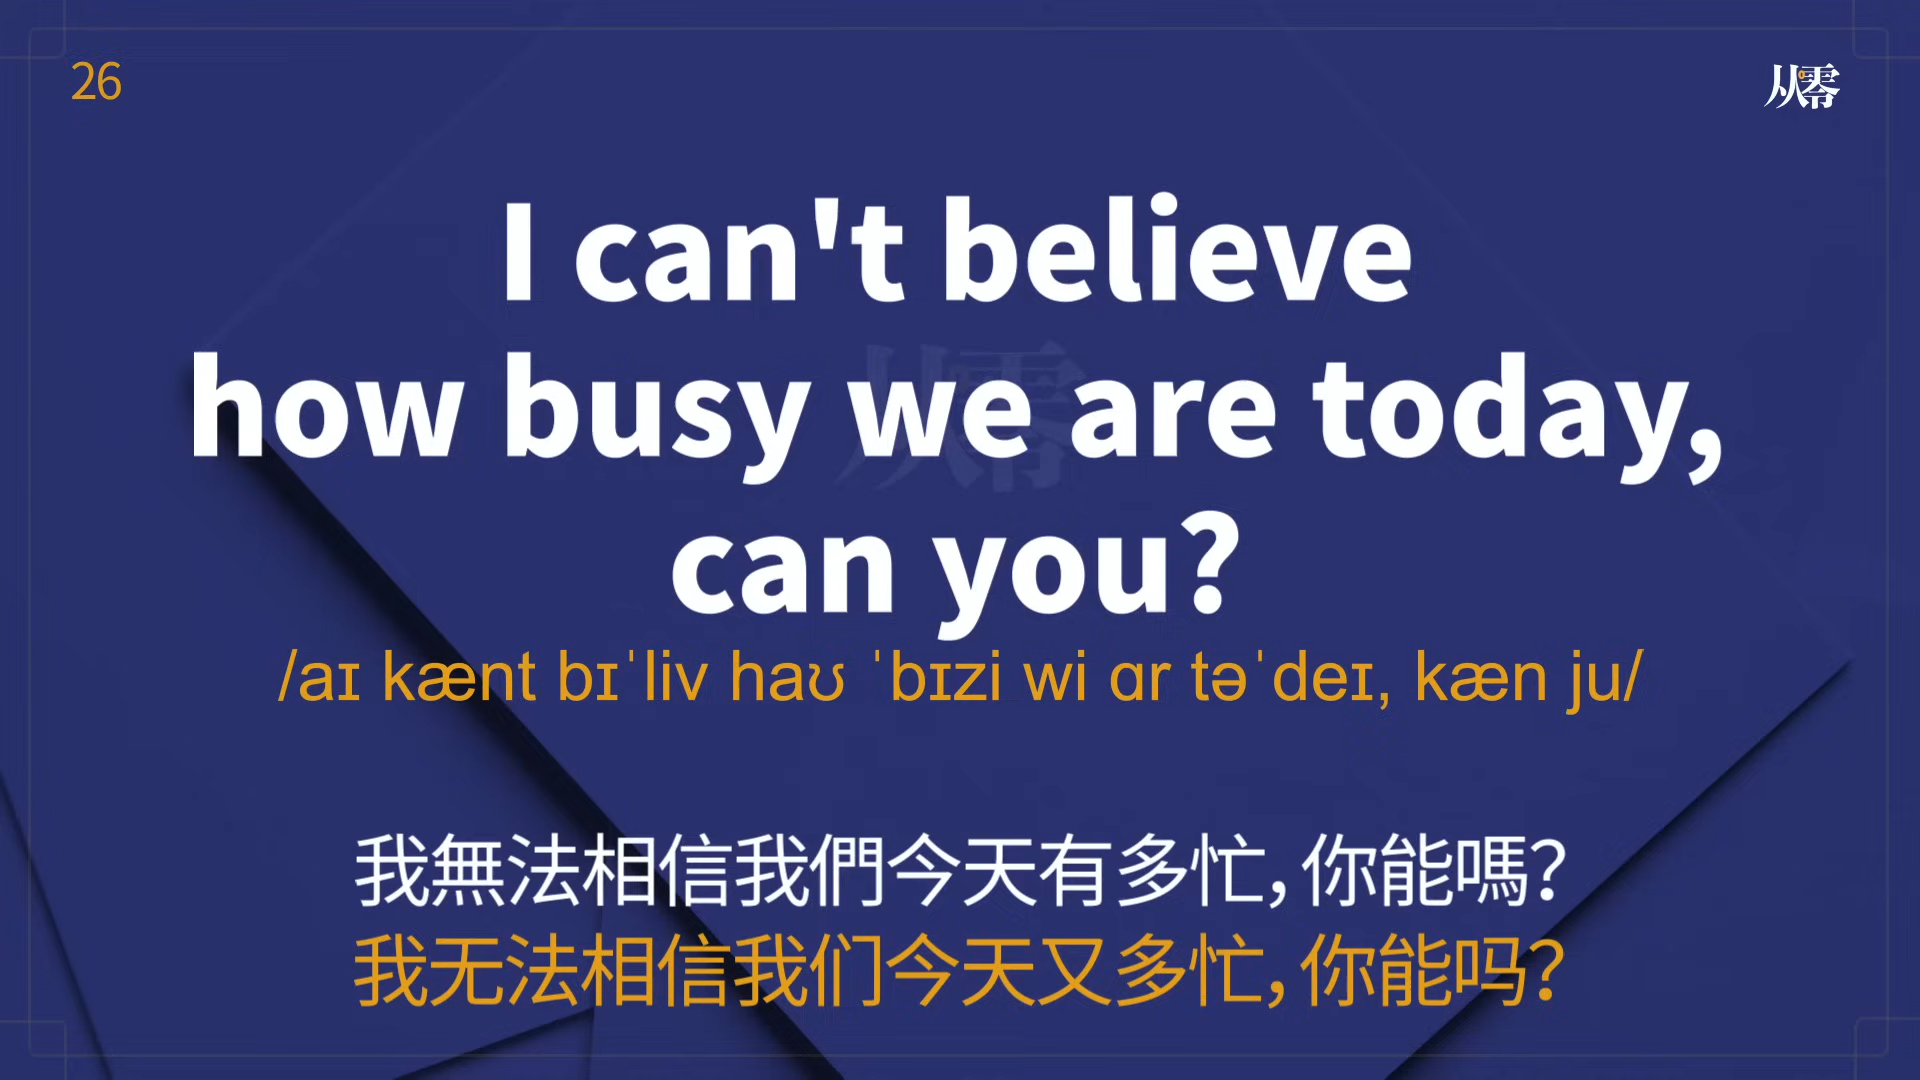 26
从零
I can't believe
how busy we are today,
can you?
/aɪ kænt bɪˈliv haʊ ˈbɪzi wi ɑr təˈdeɪ, kæn ju/
我無法相信我們今天有多忙，你能嗎？
我无法相信我们今天又多忙，你能吗？